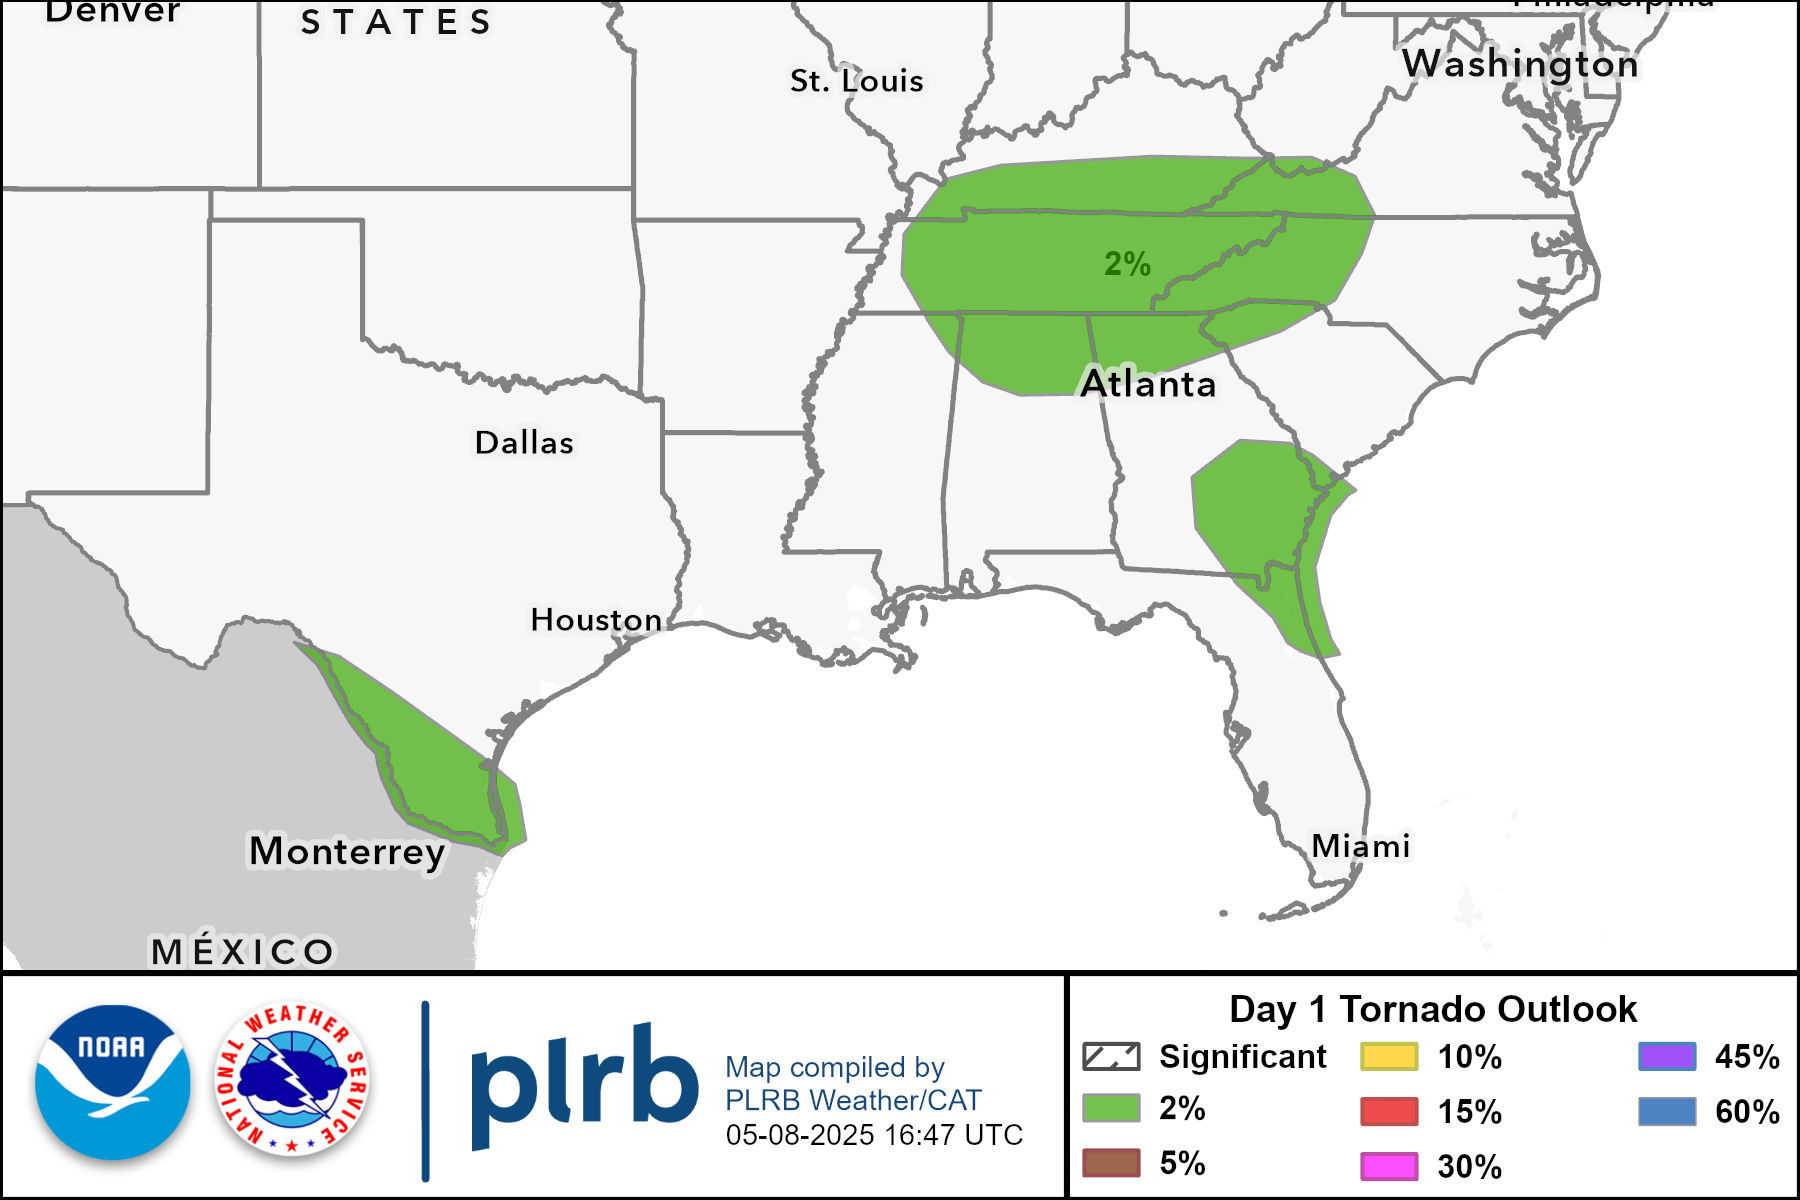 Denver
STATES
Philadelphia
Washington
St. Louis
2%
Atlanta
Dallas
Houston
Monterrey
Miami
MÉXICO
NOAA
NATIONAL WEATHER SERVICE
plrb
Map compiled by
PLRB Weather/CAT
05-08-2025 16:47 UTC
Day 1 Tornado Outlook
Significant
2%
5%
10%
15%
30%
45%
60%